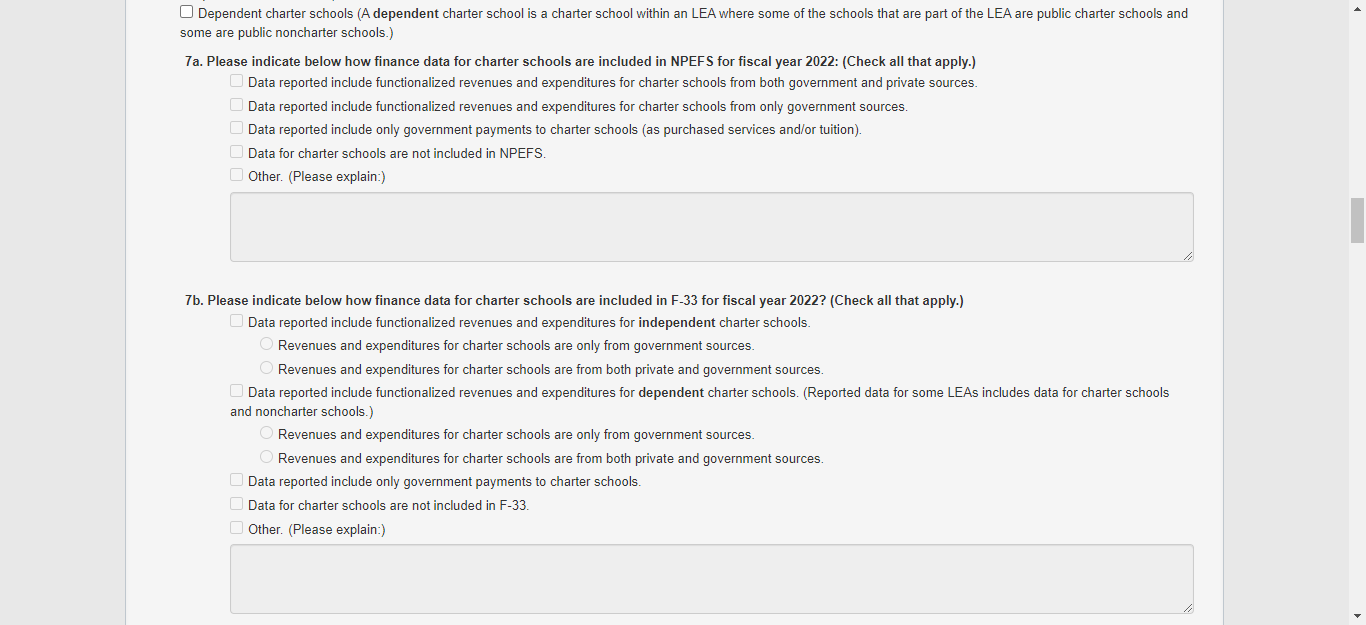 Dependent charter schools (A dependent charter school is a charter school within an LEA where some of the schools that are part of the LEA are public charter schools and
some are public noncharter schools.)
7a. Please indicate below how finance data for charter schools are included in NPEFS for fiscal year 2022: (Check all that apply.)
Data reported include functionalized revenues and expenditures for charter schools from both government and private sources.
Data reported include functionalized revenues and expenditures for charter schools from only government sources.
Data reported include only government payments to charter schools (as purchased services and/or tuition).
Data for charter schools are not included in NPEFS.
Other. (Please explain:)
7b. Please indicate below how finance data for charter schools are included in F-33 for fiscal year 2022? (Check all that apply.)
Data reported include functionalized revenues and expenditures for independent charter schools.
Revenues and expenditures for charter schools are only from government sources.
Revenues and expenditures for charter schools are from both private and government sources.
Data reported include functionalized revenues and expenditures for dependent charter schools. (Reported data for some LEAs includes data for charter schools
and noncharter schools.)
Revenues and expenditures for charter schools are only from government sources.
Revenues and expenditures for charter schools are from both private and government sources.
Data reported include only government payments to charter schools.
Data for charter schools are not included in F-33.
Other. (Please explain:)